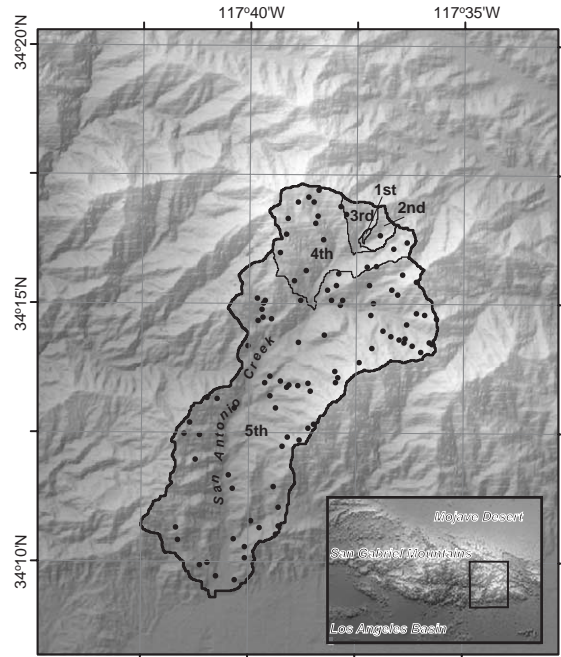 117°40'W
117°35'W
34°20'N
1st
3rd
2nd
4th
34°15'N
San Antonio Creek
5th
Mojave Desert
San Gabriel Mountains
34°10'N
Los Angeles Basin